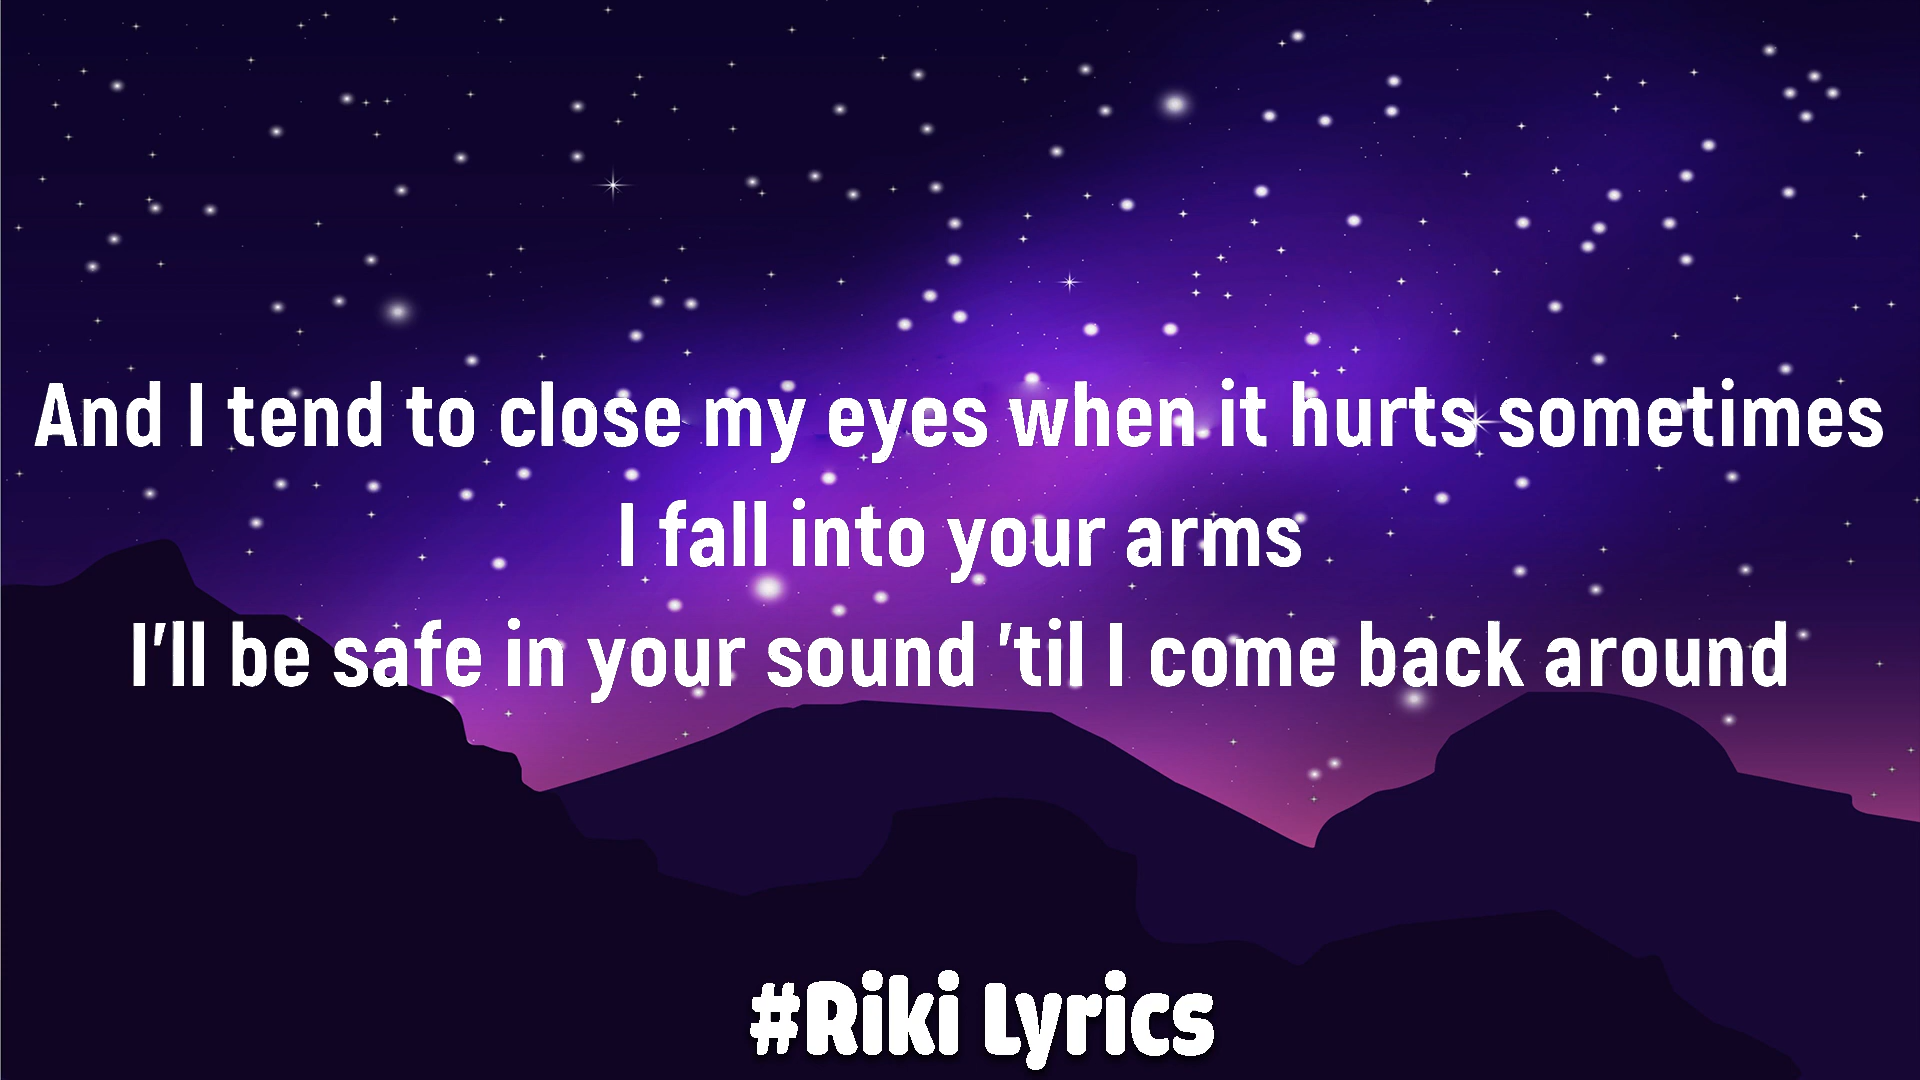 And I tend to close my eyes when it hurts sometimes
I fall into your arms
I'll be safe in your sound 'til I come back around
#Riki Lyrics